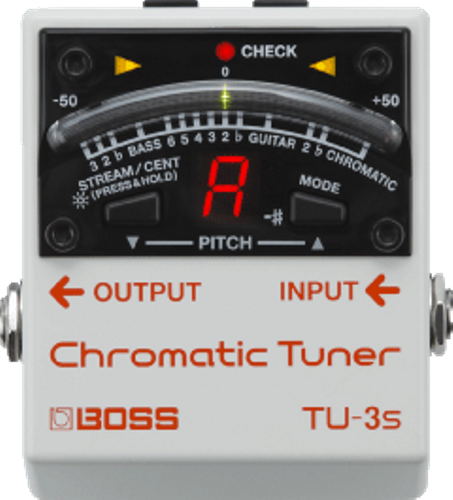 CHECK
0
-50 +50
3 2 ♭ BASS 6 5 4 3 2 ♭ GUITAR 2 ♭ CHROMATIC
STREAM/CENT
(PRESS & HOLD)
MODE
A
-#
▼ — PITCH — ▲
← OUTPUT INPUT ←
Chromatic Tuner
BOSS TU-3s